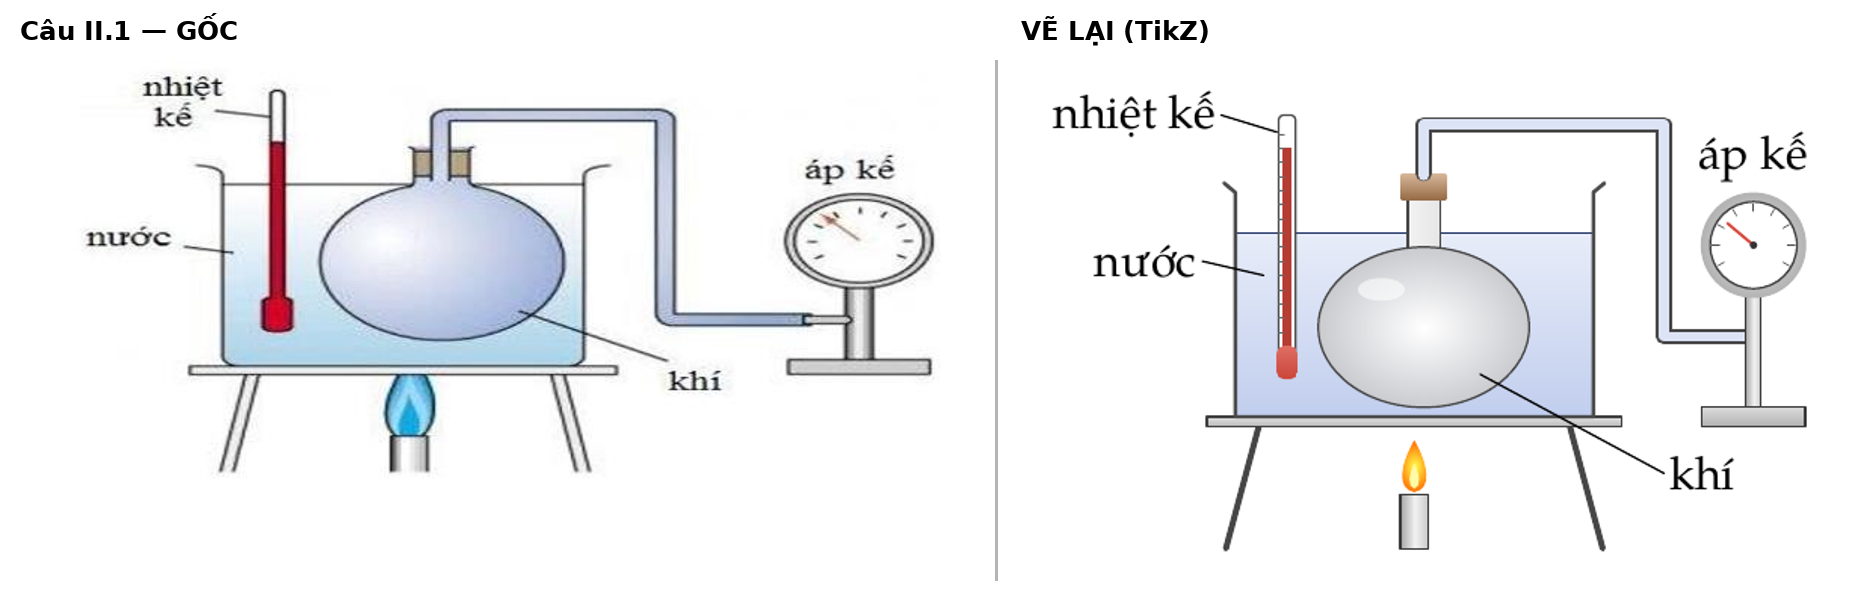 Câu II.1 — GỐC
nhiệt
kế
nước
áp kế
khí
VẼ LẠI (TikZ)
nhiệt kế
áp kế
nước
khí